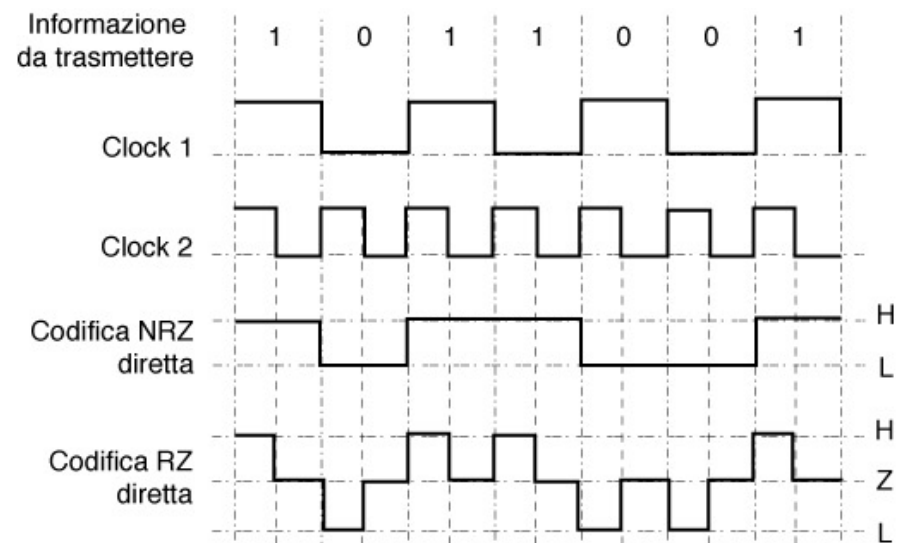 Informazione
da trasmettere
1 0 1 1 0 0 1
Clock 1
Clock 2
Codifica NRZ
diretta
H
L
Codifica RZ
diretta
H
Z
L